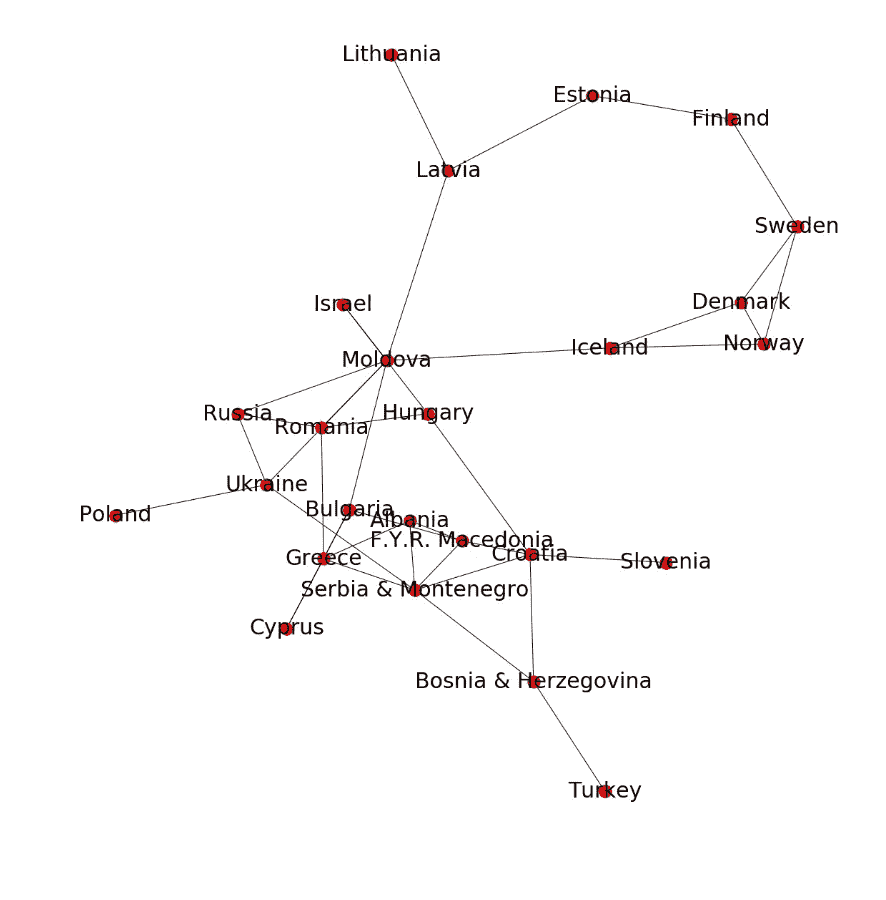 Lithuania
Estonia
Finland
Latvia
Sweden
Denmark
Israel
Norway
Iceland
Moldova
Russia
Hungary
Romania
Ukraine
Bulgaria
Poland
Albania
F.Y.R. Macedonia
Croatia
Greece
Slovenia
Serbia & Montenegro
Cyprus
Bosnia & Herzegovina
Turkey